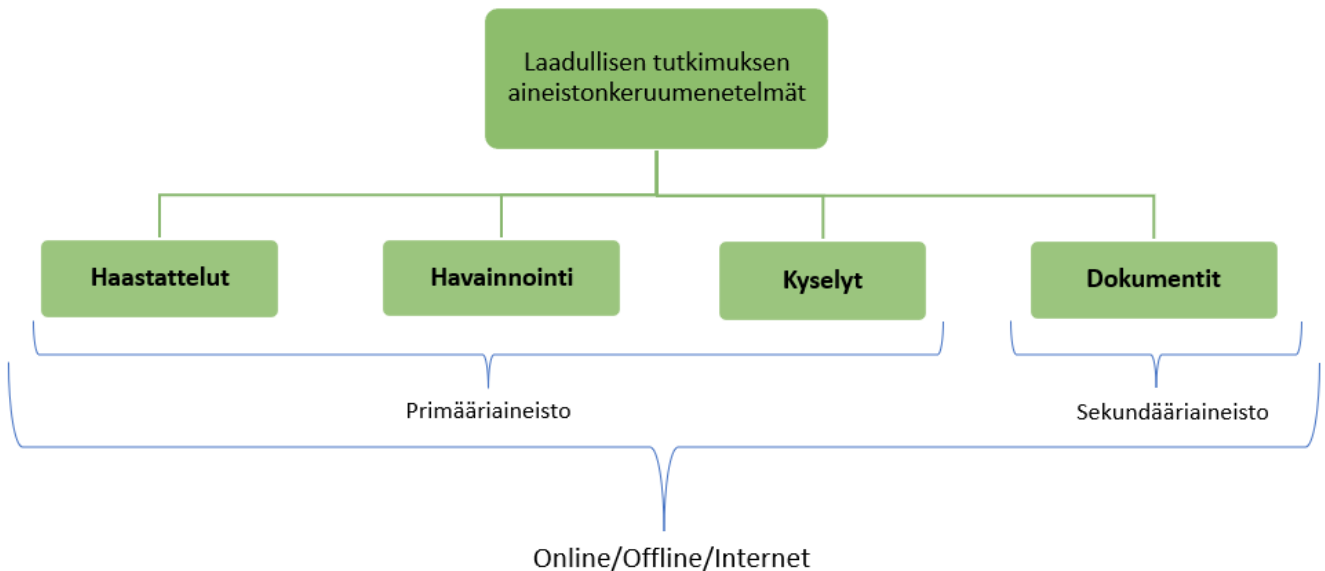 Laadullisen tutkimuksen
aineistonkeruumenetelmät
Haastattelut
Havainnointi
Kyselyt
Dokumentit
Primääriaineisto
Sekundääriaineisto
Online/Offline/Internet